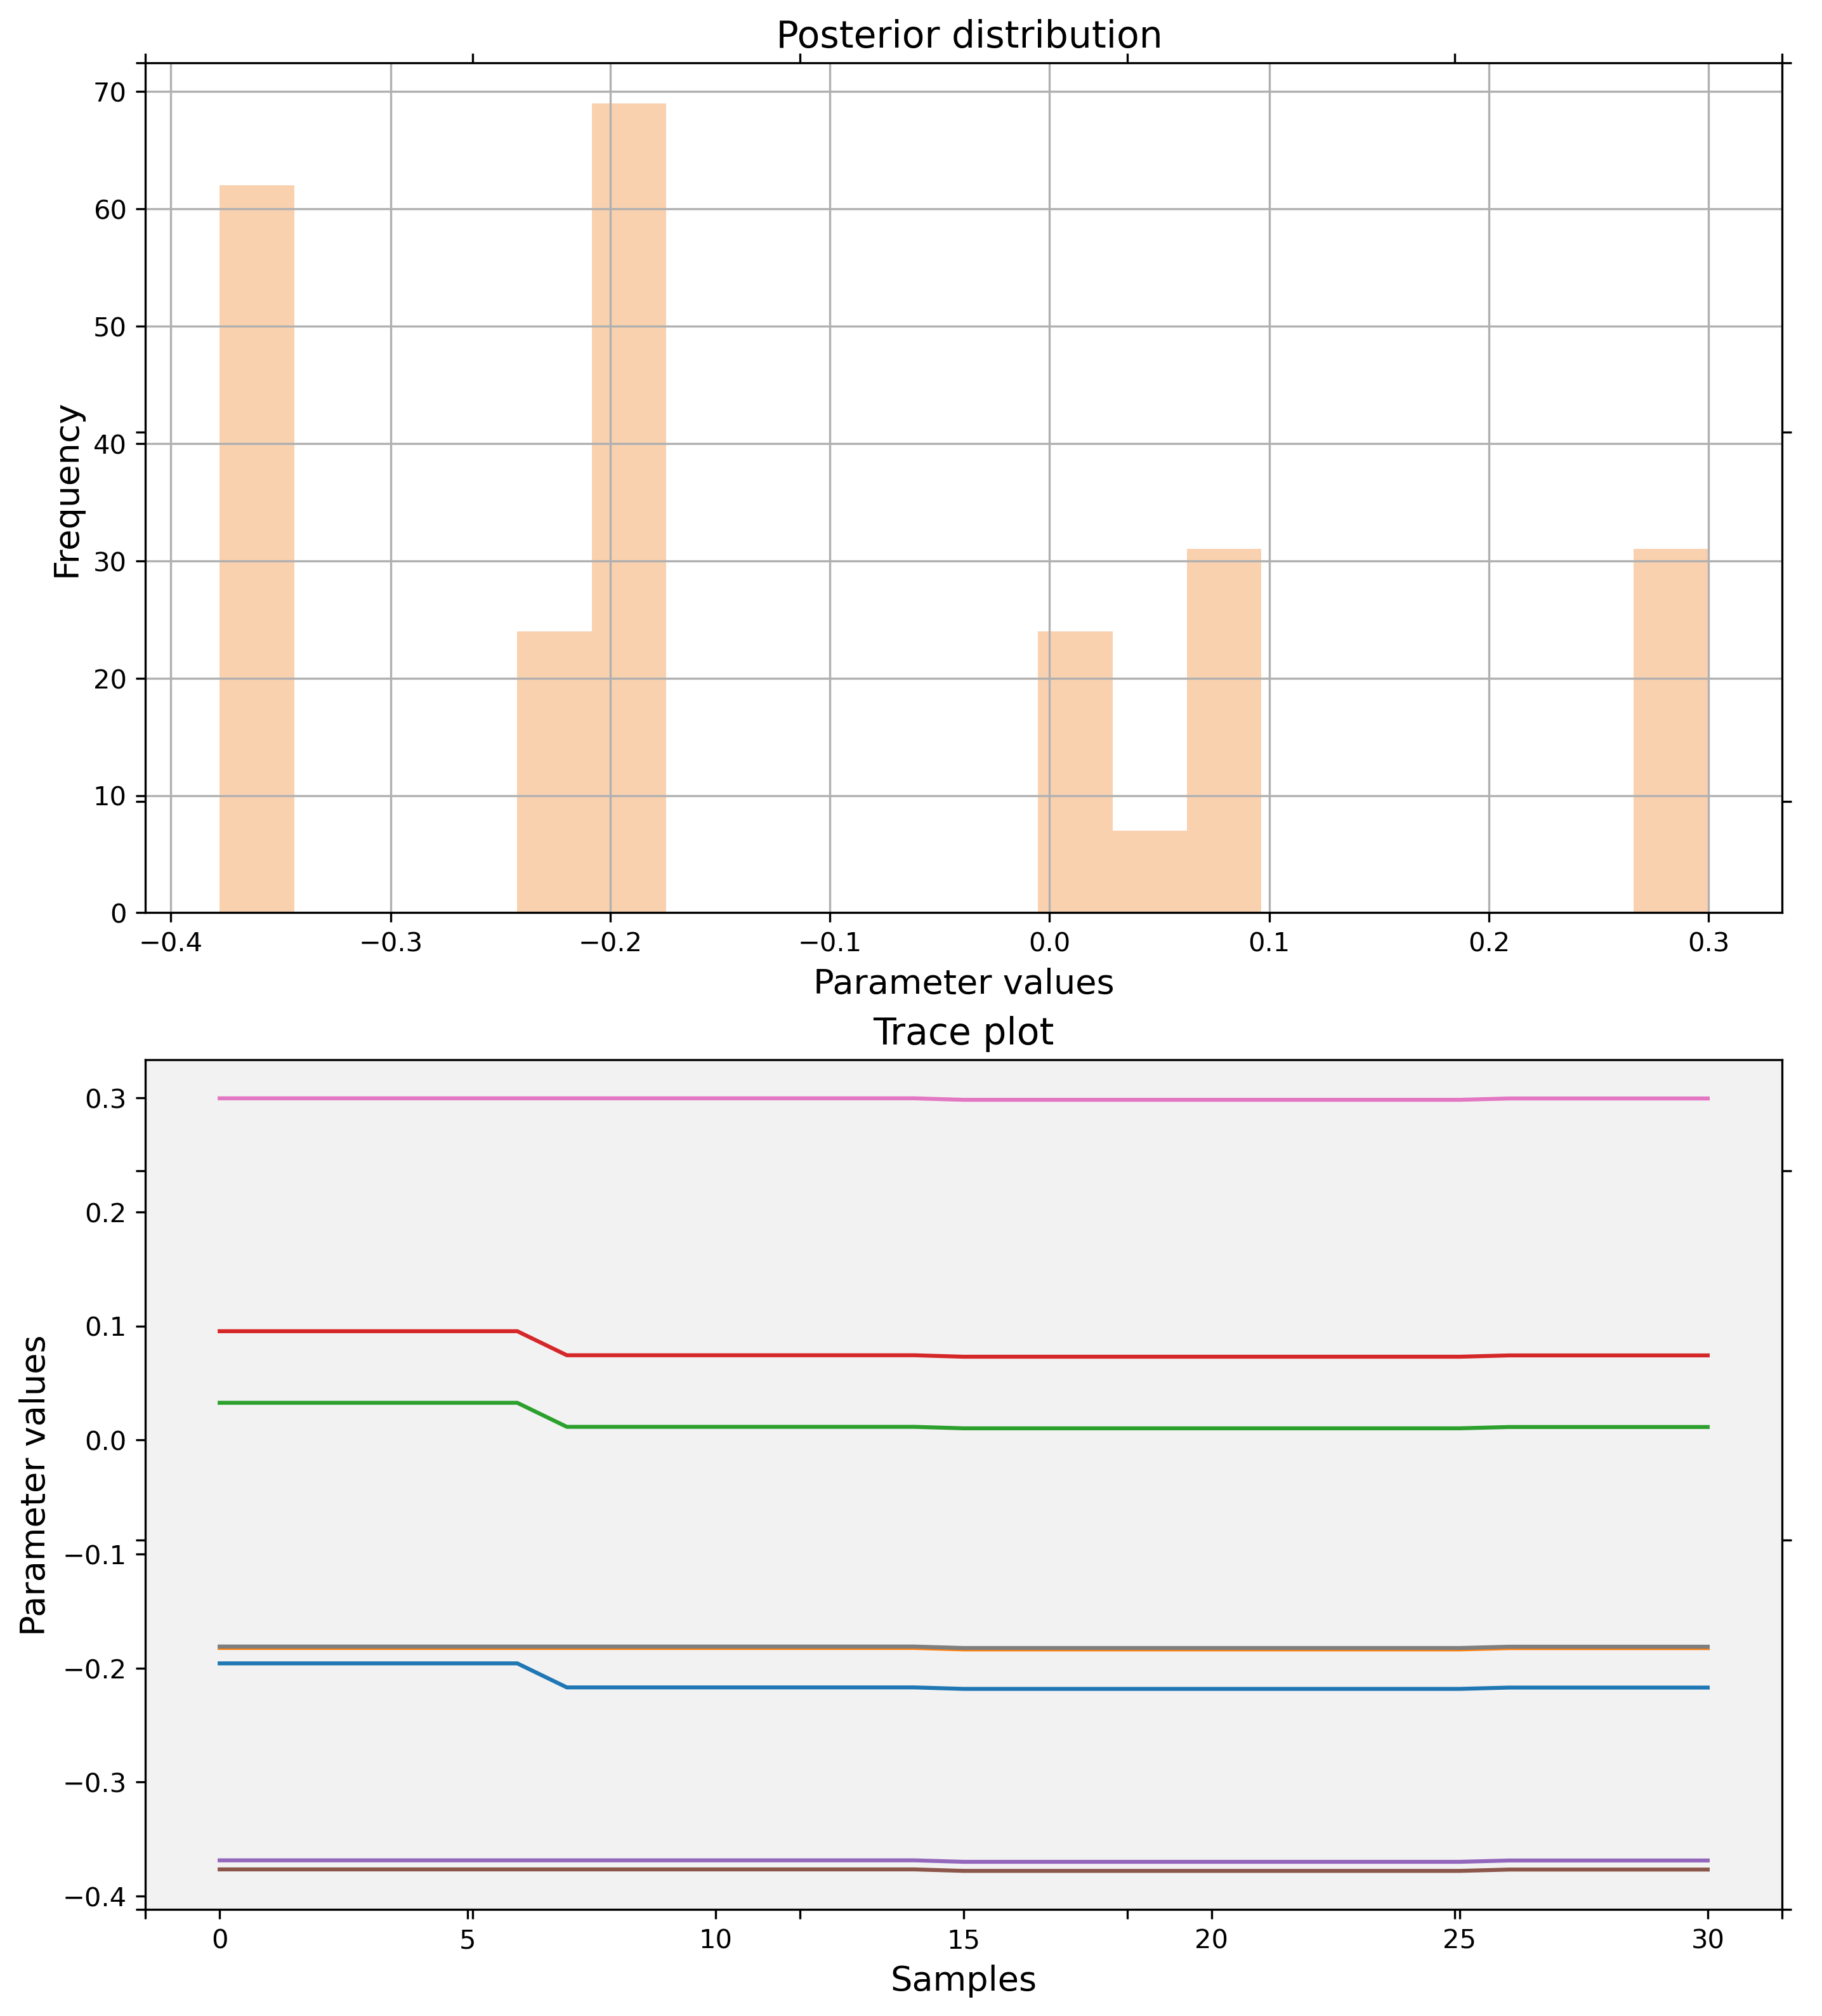 Posterior distribution
70
60
50
40
30
20
10
0
Frequency
−0.4 −0.3 −0.2 −0.1 0.0 0.1 0.2 0.3
Parameter values
Trace plot
0.3
0.2
0.1
0.0
−0.1
−0.2
−0.3
−0.4
Parameter values
0 5 10 15 20 25 30
Samples